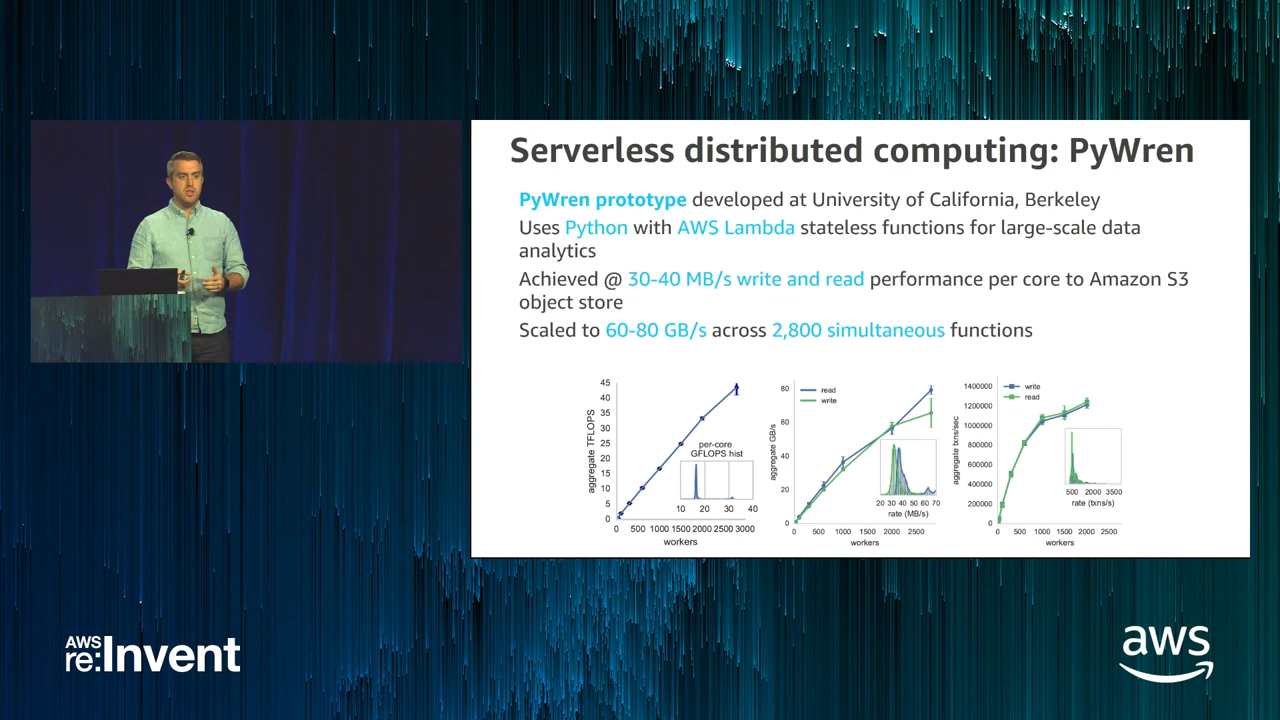 Serverless distributed computing: PyWren
PyWren prototype developed at University of California, Berkeley
Uses Python with AWS Lambda stateless functions for large-scale data
analytics
Achieved @ 30-40 MB/s write and read performance per core to Amazon S3
object store
Scaled to 60-80 GB/s across 2,800 simultaneous functions
45
40
35
30
25
20
15
10
5
0
aggregate TFLOPS
per-core
GFLOPS hist
10 20 30 40
0 500 1000 1500 2000 2500 3000
workers
80
60
40
20
0
aggregate GB/s
read
write
20 30 40 50 60 70
rate (MB/s)
0 500 1000 1500 2000 2500
workers
1400000
1200000
1000000
800000
600000
400000
200000
0
aggregate txns/sec
write
read
500 2000 3500
rate (txns/s)
0 500 1000 1500 2000 2500
workers
AWS
re:Invent
aws